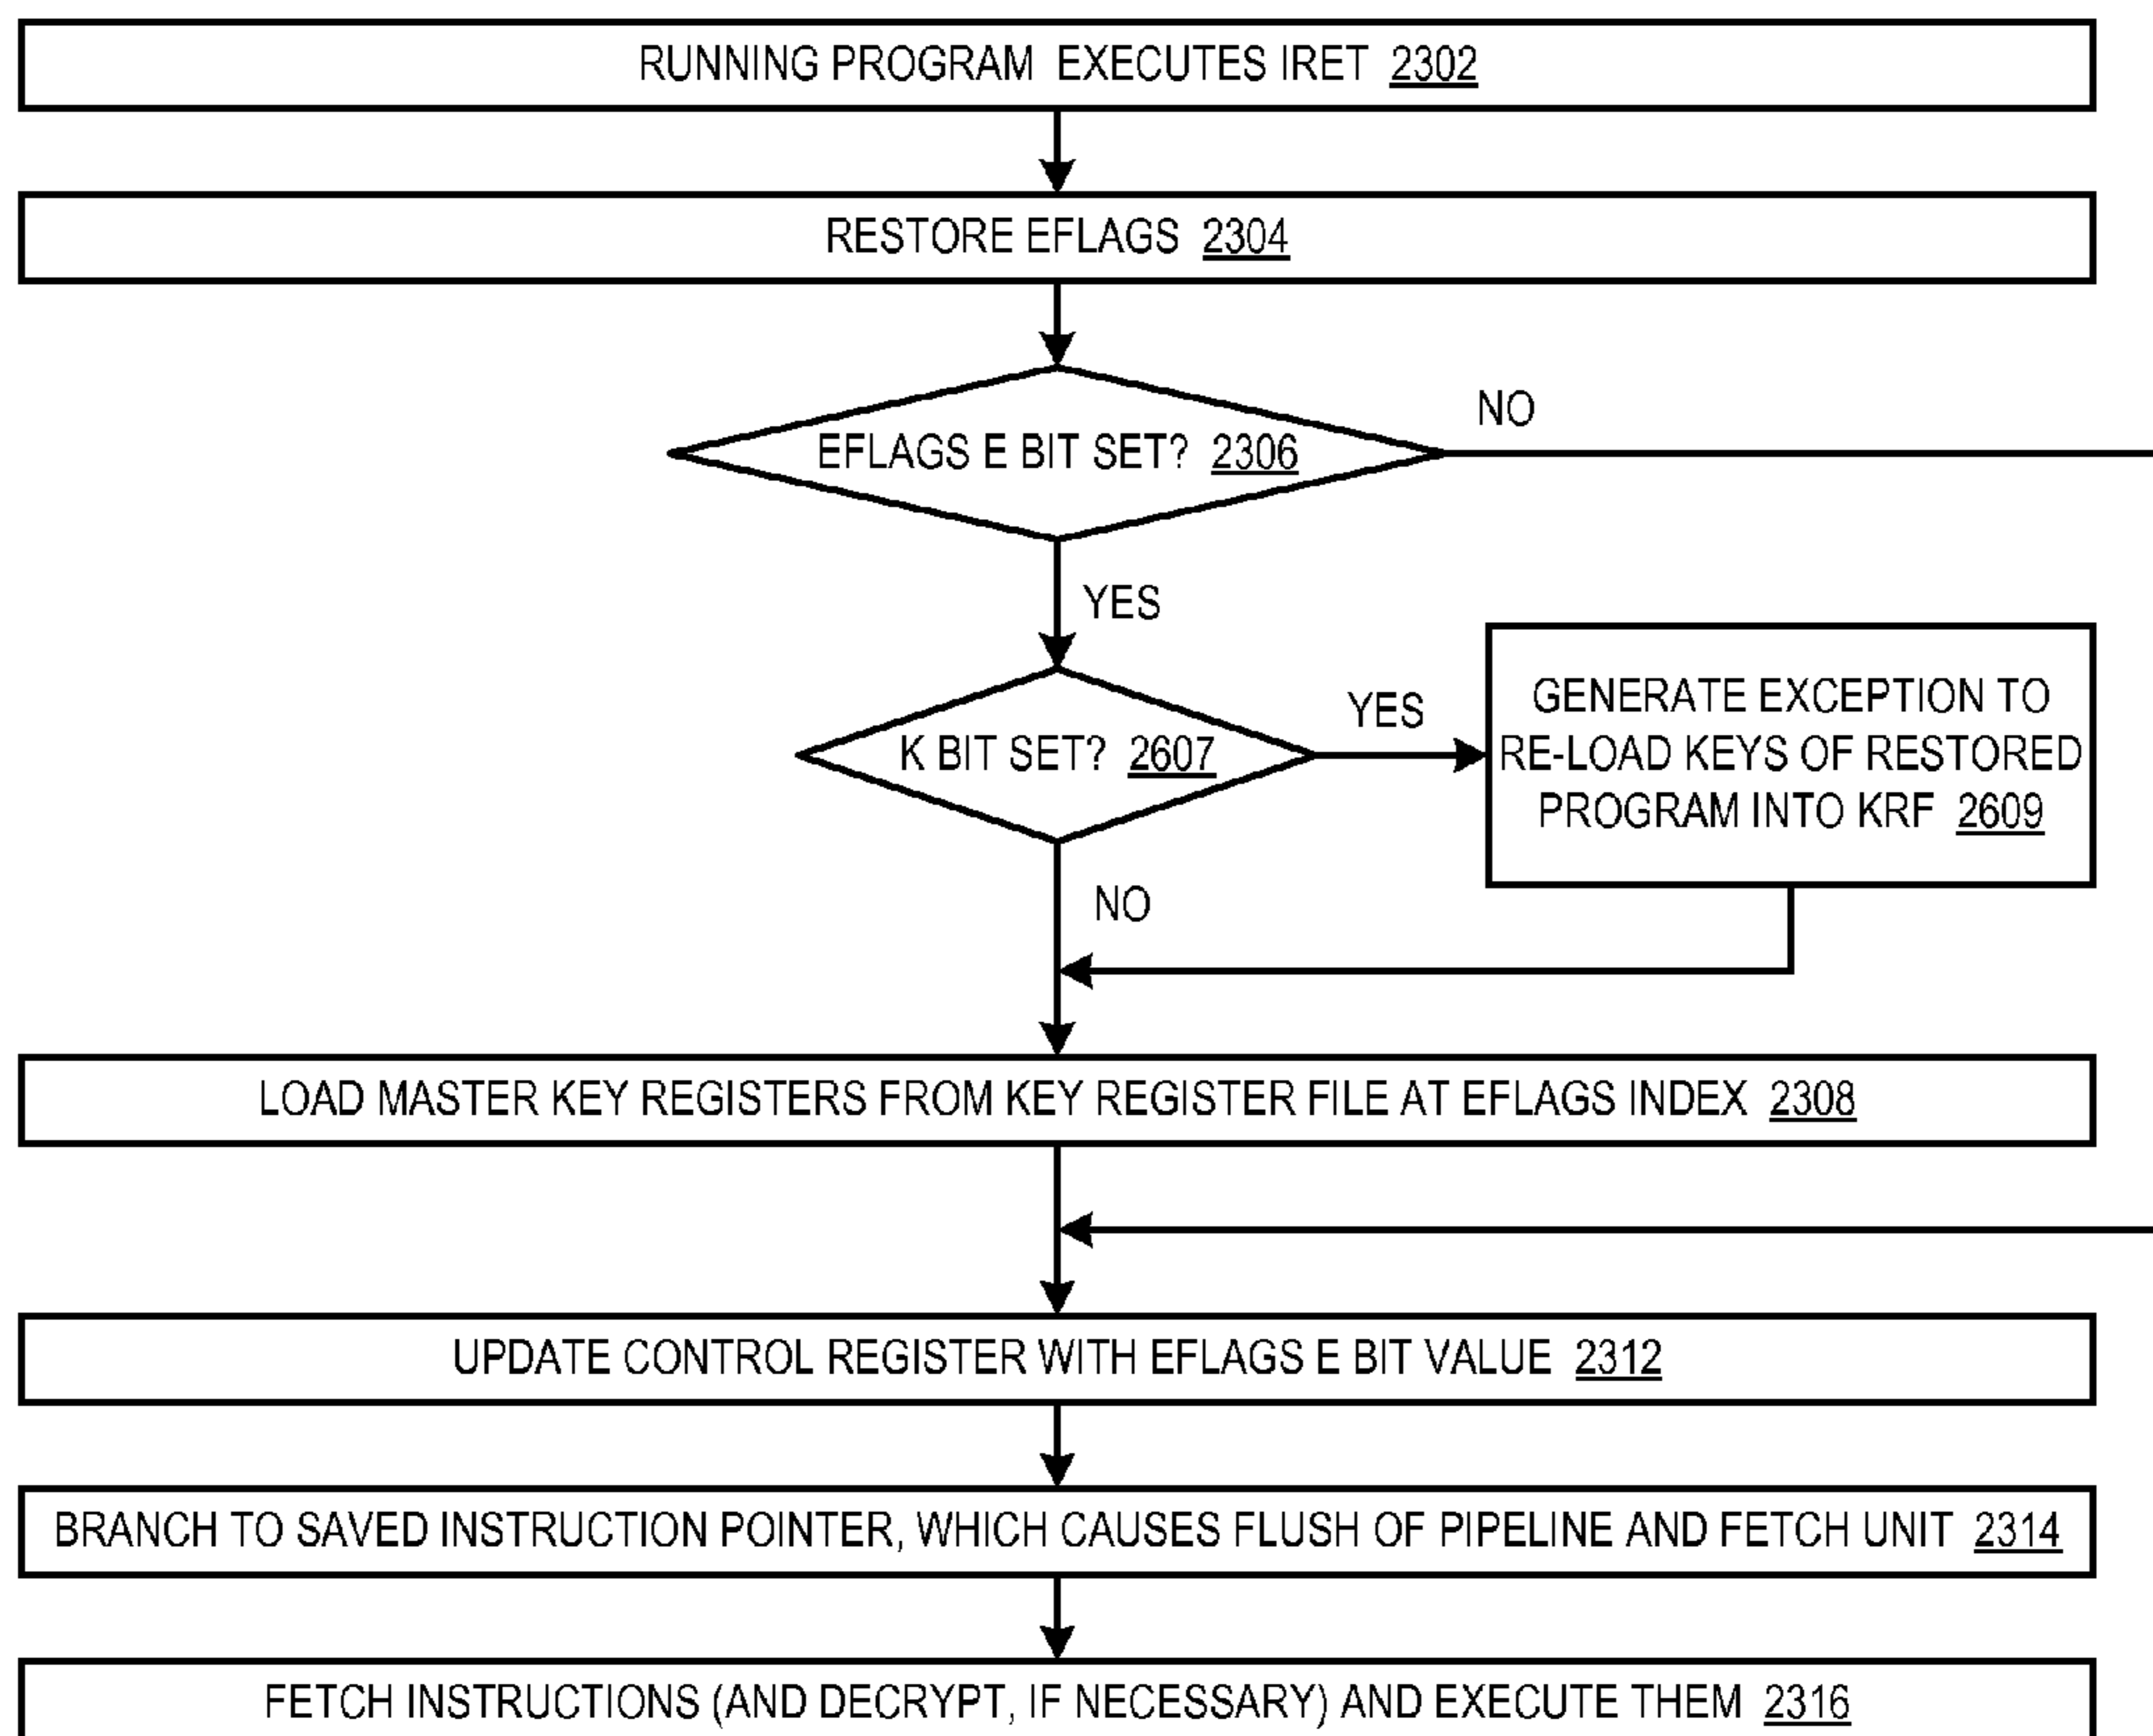 RUNNING PROGRAM EXECUTES IRET 2302
RESTORE EFLAGS 2304
NO
EFLAGS E BIT SET? 2306
YES
K BIT SET? 2607
YES
GENERATE EXCEPTION TO
RE-LOAD KEYS OF RESTORED
PROGRAM INTO KRF 2609
NO
LOAD MASTER KEY REGISTERS FROM KEY REGISTER FILE AT EFLAGS INDEX 2308
UPDATE CONTROL REGISTER WITH EFLAGS E BIT VALUE 2312
BRANCH TO SAVED INSTRUCTION POINTER, WHICH CAUSES FLUSH OF PIPELINE AND FETCH UNIT 2314
FETCH INSTRUCTIONS (AND DECRYPT, IF NECESSARY) AND EXECUTE THEM 2316